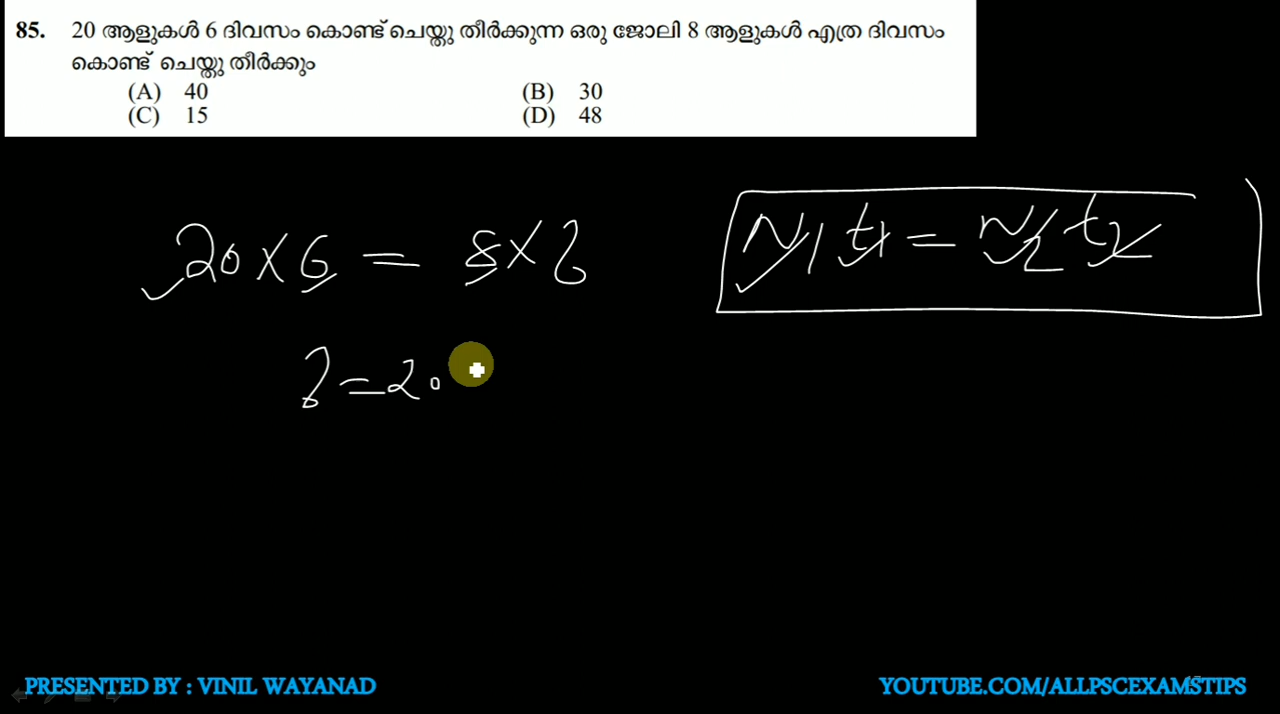 85. 20 ആളുകൾ 6 ദിവസം കൊണ്ട് ചെയ്തു തീർക്കുന്ന ഒരു ജോലി 8 ആളുകൾ എത്ര ദിവസം
കൊണ്ട് ചെയ്തു തീർക്കും
(A) 40 (B) 30
(C) 15 (D) 48
20 × 6 = 8 × ?
N1 t1 = N2 t2
? = 20
PRESENTED BY : VINIL WAYANAD
YOUTUBE.COM/ALLPSCEXAMSTIPS